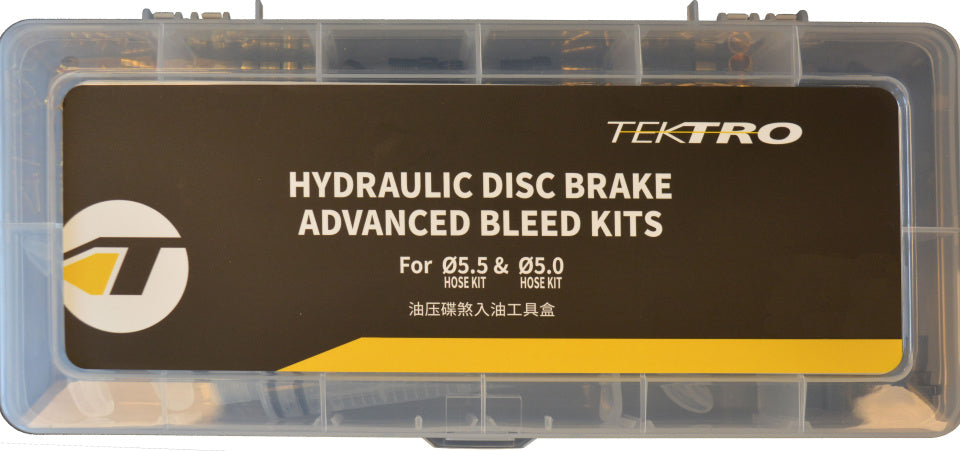 TEKTRO
HYDRAULIC DISC BRAKE
ADVANCED BLEED KITS
For Ø5.5 & Ø5.0
HOSE KIT HOSE KIT
油压碟煞入油工具盒